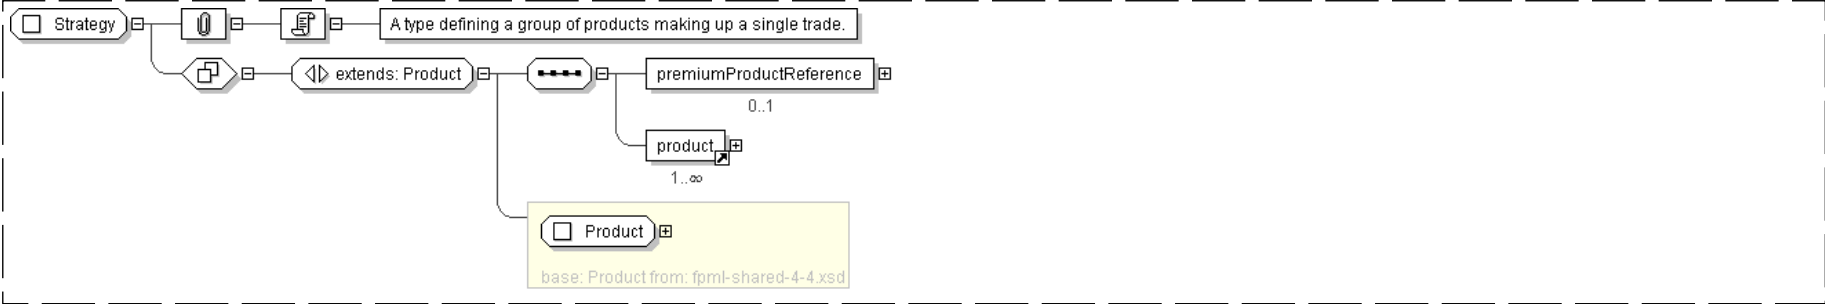 Strategy
A type defining a group of products making up a single trade.
extends: Product
premiumProductReference
0..1
product
1..∞
Product
base: Product from: fpml-shared-4-4.xsd